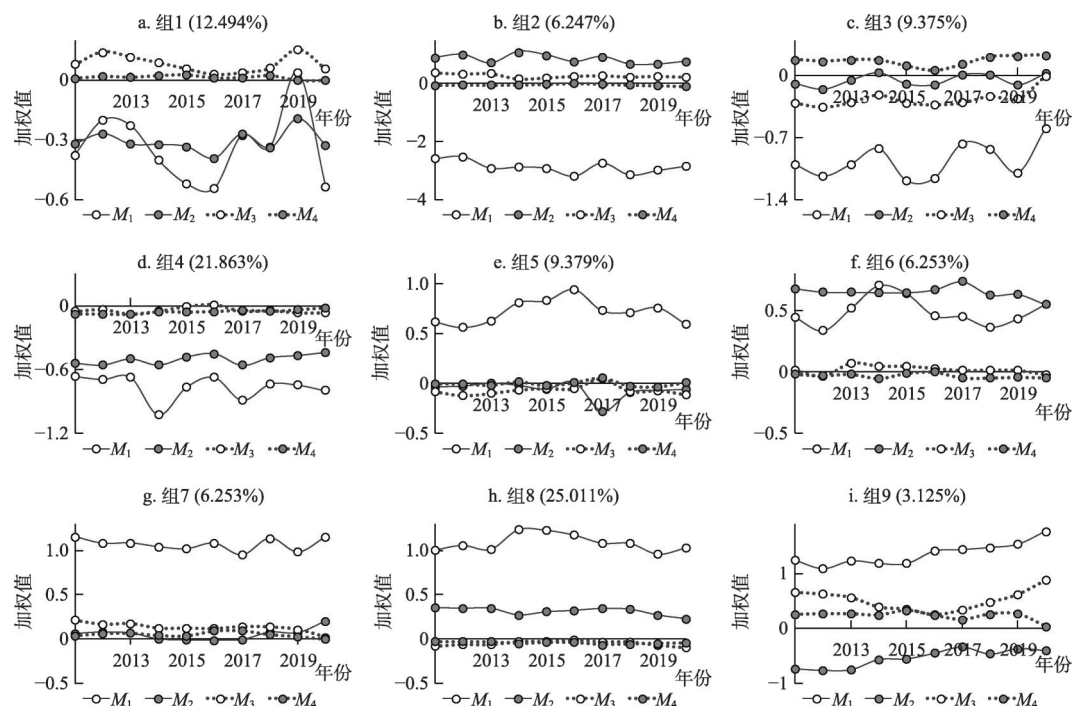 a. 组1 (12.494%)
加权值
0
−0.3
−0.6
2013 2015 2017 2019
年份
M₁ M₂ M₃ M₄
b. 组2 (6.247%)
加权值
2
0
−2
−4
2013 2015 2017 2019
年份
M₁ M₂ M₃ M₄
c. 组3 (9.375%)
加权值
0
−0.7
−1.4
2013 2015 2017 2019
年份
M₁ M₂ M₃ M₄
d. 组4 (21.863%)
加权值
0
−0.6
−1.2
2013 2015 2017 2019
年份
M₁ M₂ M₃ M₄
e. 组5 (9.379%)
加权值
1.0
0.5
0
−0.5
2013 2015 2017 2019
年份
M₁ M₂ M₃ M₄
f. 组6 (6.253%)
加权值
0.5
0
−0.5
2013 2015 2017 2019
年份
M₁ M₂ M₃ M₄
g. 组7 (6.253%)
加权值
1.0
0.5
0
−0.5
2013 2015 2017 2019
年份
M₁ M₂ M₃ M₄
h. 组8 (25.011%)
加权值
1.0
0.5
0
−0.5
2013 2015 2017 2019
年份
M₁ M₂ M₃ M₄
i. 组9 (3.125%)
加权值
1
0
−1
2013 2015 2017 2019
年份
M₁ M₂ M₃ M₄